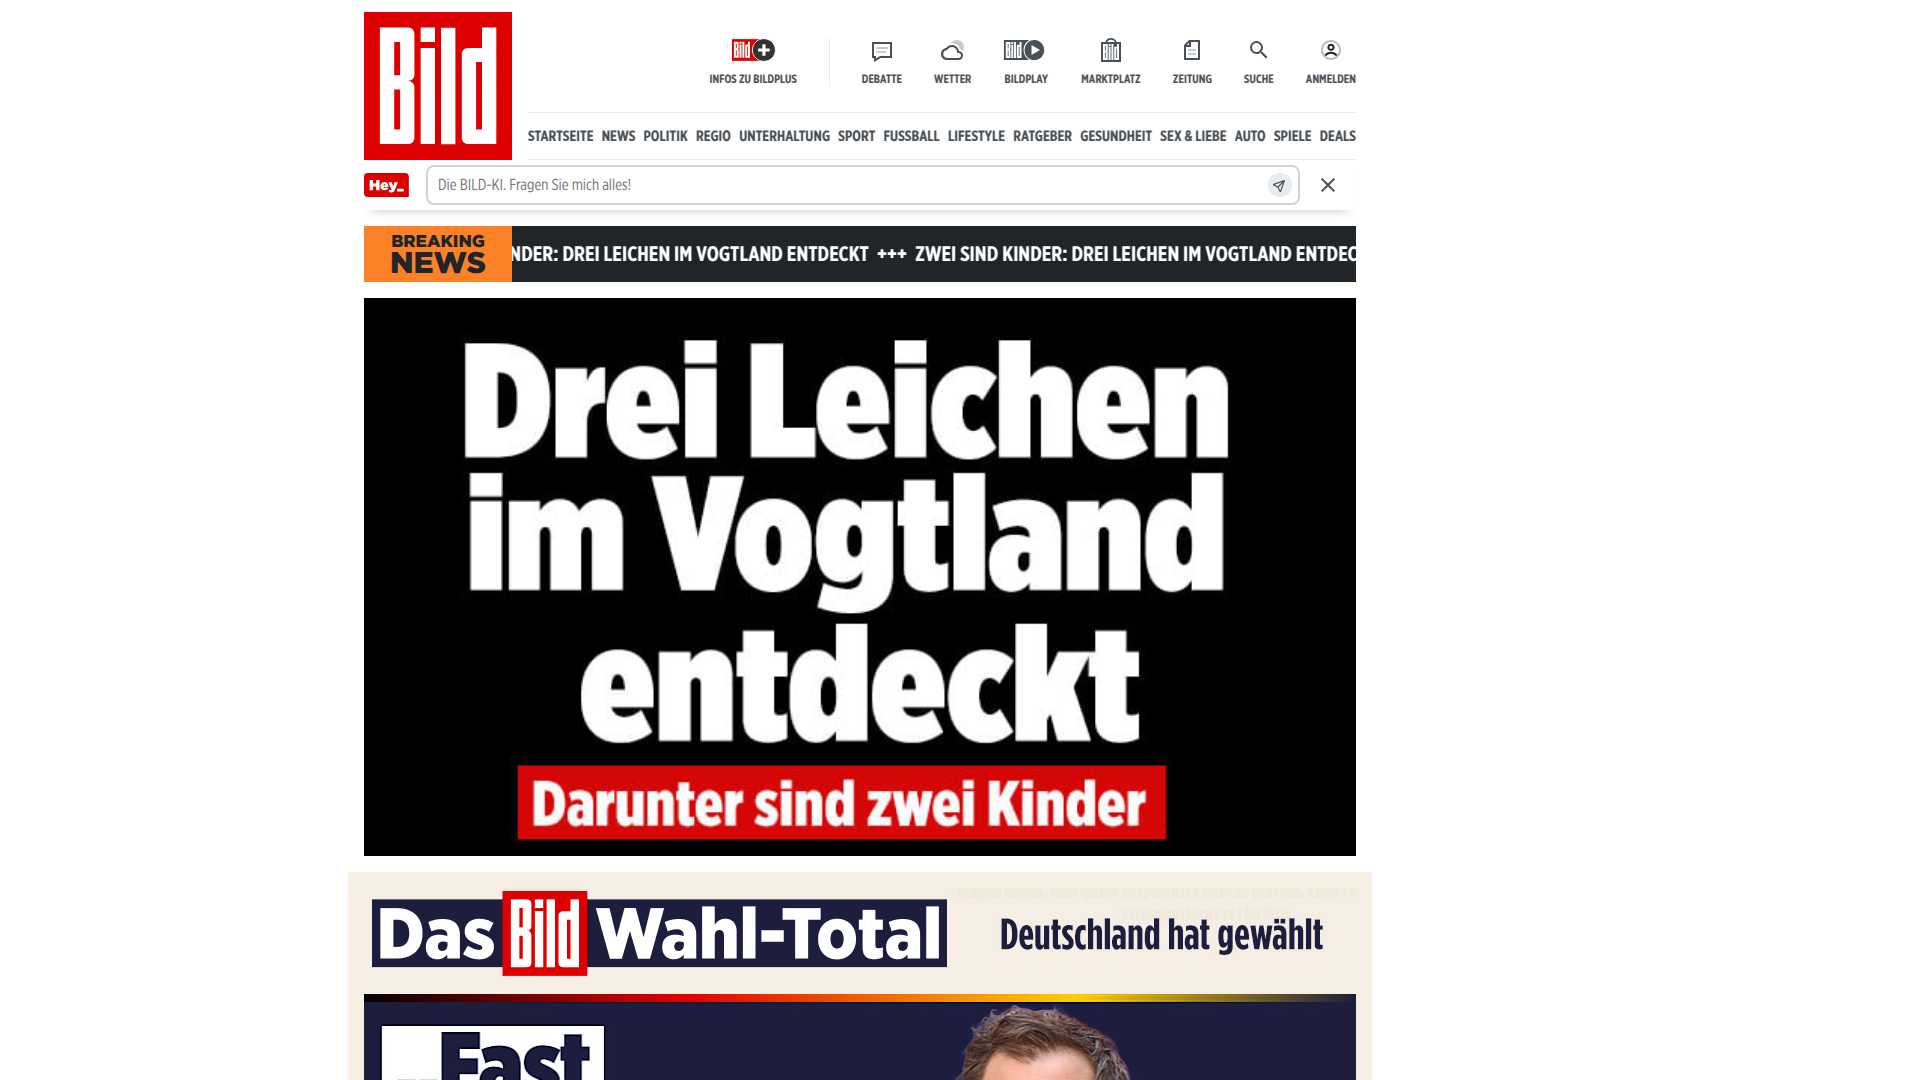 Bild
INFOS ZU BILDPLUS
DEBATTE
WETTER
BILDPLAY
MARKTPLATZ
ZEITUNG
SUCHE
ANMELDEN
STARTSEITE NEWS POLITIK REGIO UNTERHALTUNG SPORT FUSSBALL LIFESTYLE RATGEBER GESUNDHEIT SEX & LIEBE AUTO SPIELE DEALS
Hey_ Die BILD-KI. Fragen Sie mich alles!
BREAKING
NEWS
NDER: DREI LEICHEN IM VOGTLAND ENTDECKT +++ ZWEI SIND KINDER: DREI LEICHEN IM VOGTLAND ENTDEC
Drei Leichen
im Vogtland
entdeckt
Darunter sind zwei Kinder
Das Bild Wahl-Total
Deutschland hat gewählt
Fast